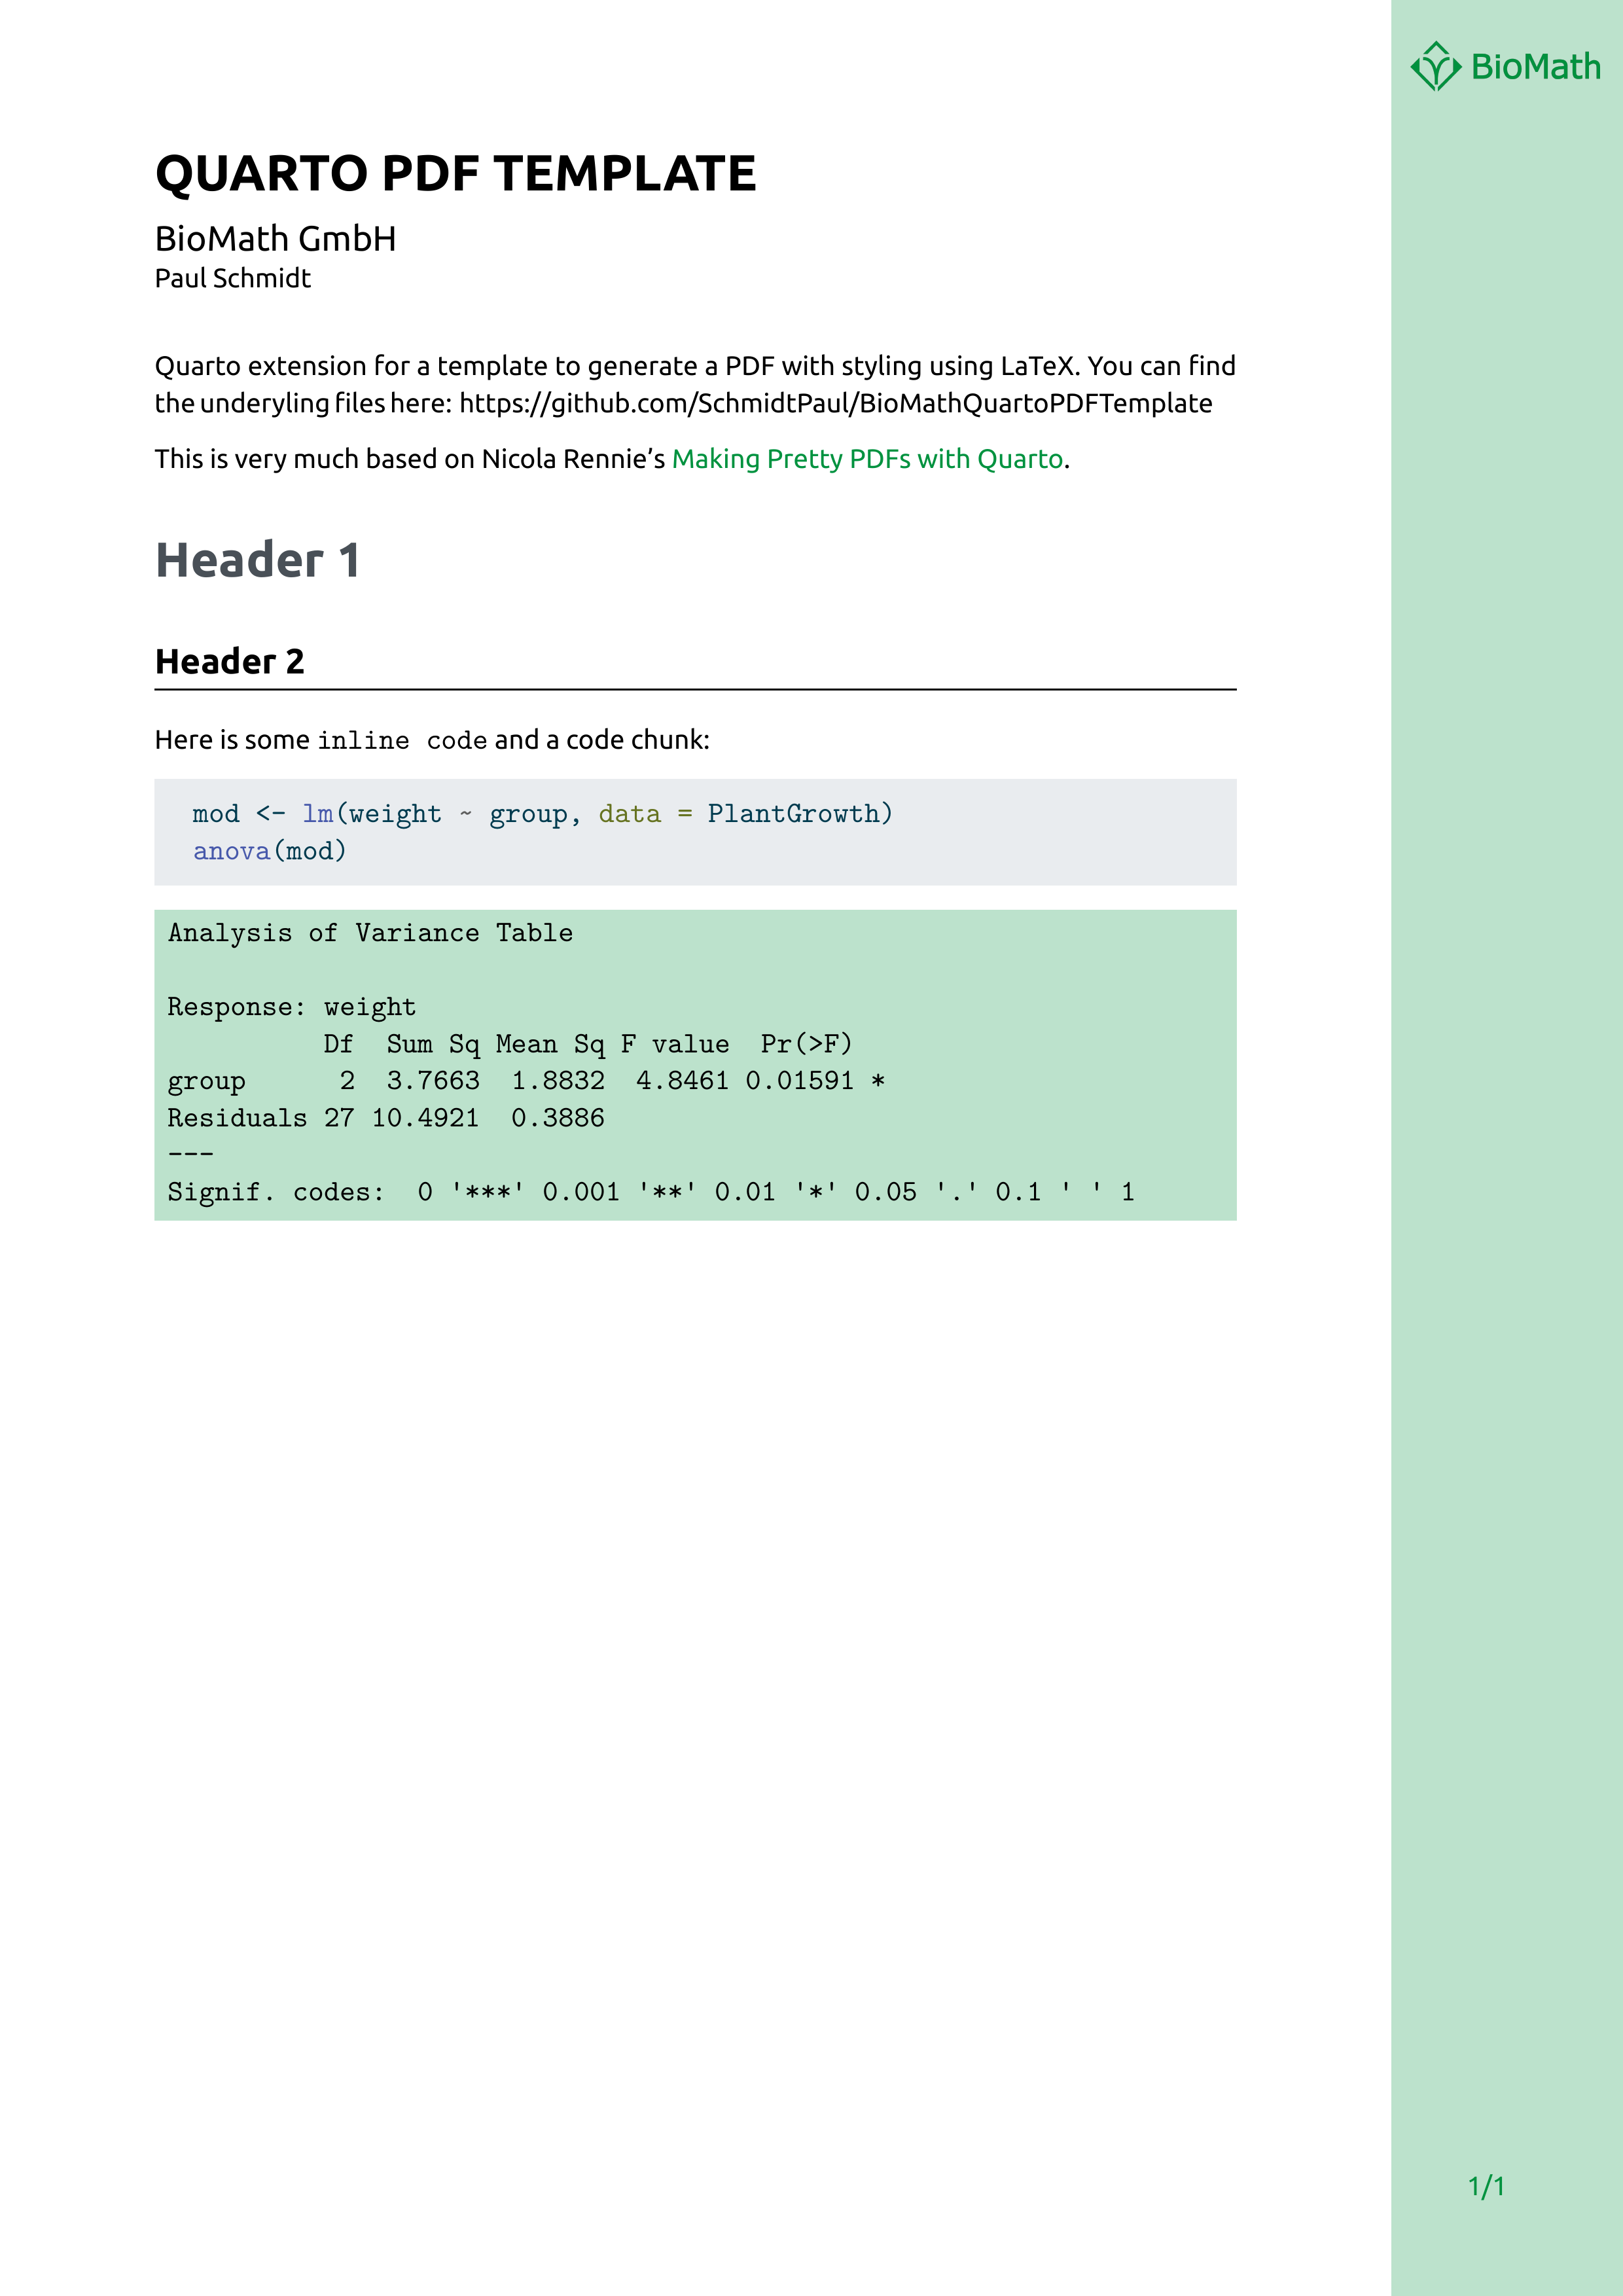 BioMath
QUARTO PDF TEMPLATE
BioMath GmbH
Paul Schmidt
Quarto extension for a template to generate a PDF with styling using LaTeX. You can find
the underyling files here: https://github.com/SchmidtPaul/BioMathQuartoPDFTemplate
This is very much based on Nicola Rennie’s Making Pretty PDFs with Quarto.
Header 1
Header 2
Here is some inline code and a code chunk:
mod <- lm(weight ~ group, data = PlantGrowth)
anova(mod)
Analysis of Variance Table
Response: weight
          Df  Sum Sq Mean Sq F value  Pr(>F)
group      2  3.7663  1.8832  4.8461 0.01591 *
Residuals 27 10.4921  0.3886
---
Signif. codes:  0 '***' 0.001 '**' 0.01 '*' 0.05 '.' 0.1 ' ' 1
1/1